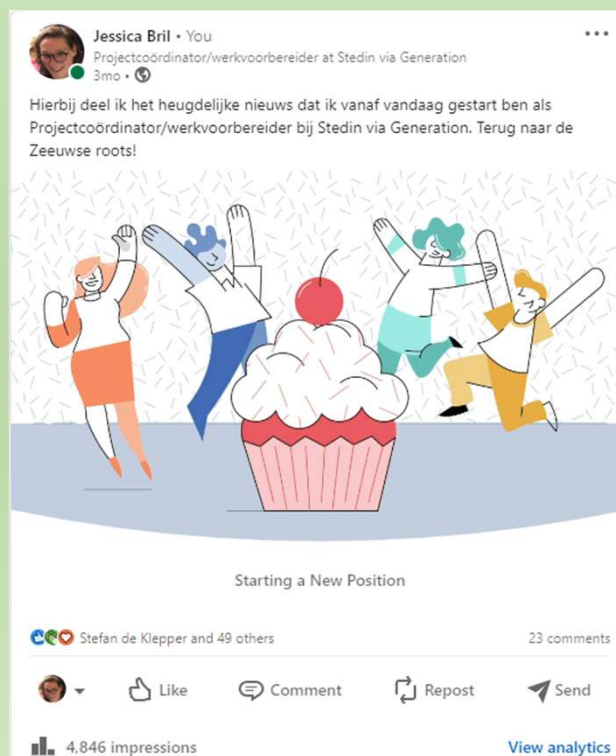 Jessica Bril • You
Projectcoördinator/werkvoorbereider at Stedin via Generation
3mo •
Hierbij deel ik het heugdelijke nieuws dat ik vanaf vandaag gestart ben als
Projectcoördinator/werkvoorbereider bij Stedin via Generation. Terug naar de
Zeeuwse roots!
Starting a New Position
Stefan de Klepper and 49 others 23 comments
Like Comment Repost Send
4,846 impressions View analytics